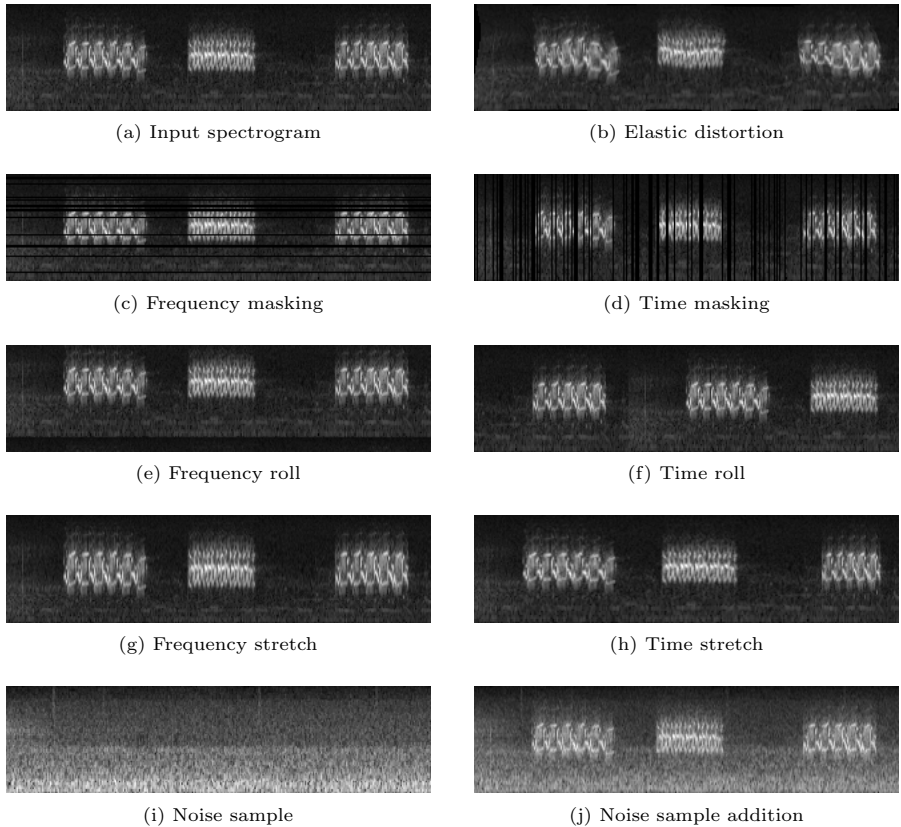 (a) Input spectrogram
(b) Elastic distortion
(c) Frequency masking
(d) Time masking
(e) Frequency roll
(f) Time roll
(g) Frequency stretch
(h) Time stretch
(i) Noise sample
(j) Noise sample addition